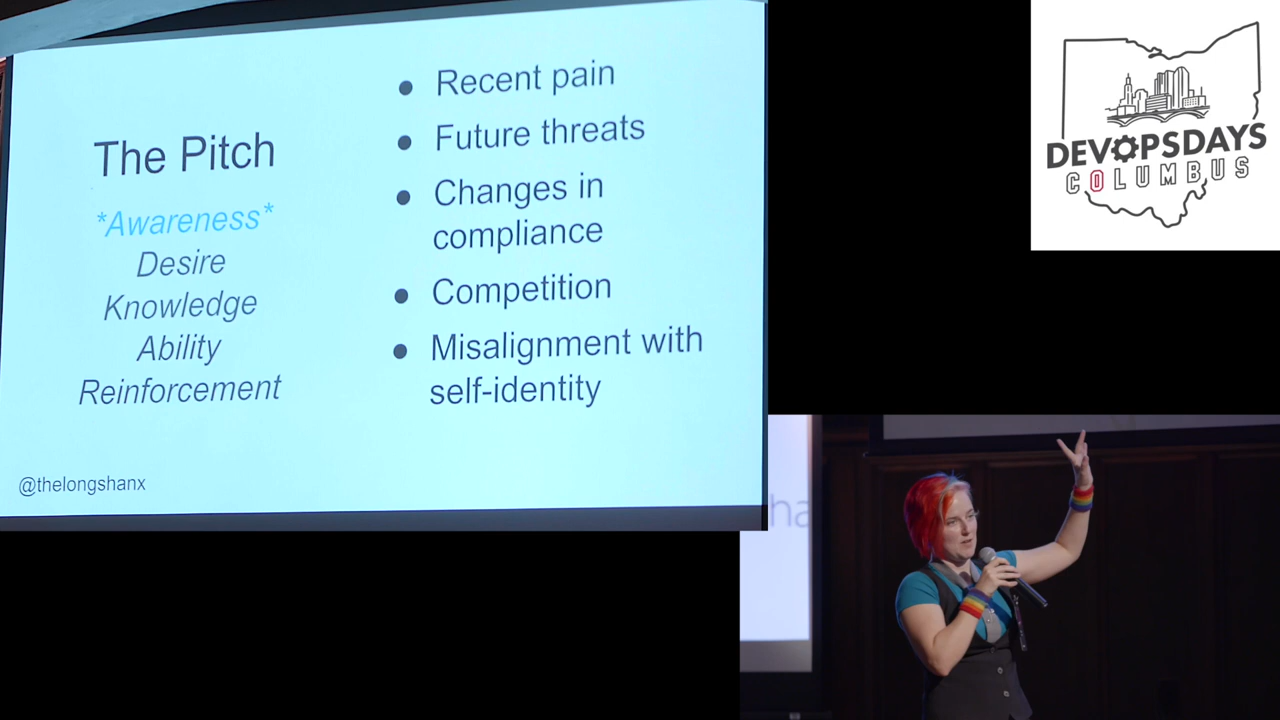 The Pitch
*Awareness*
Desire
Knowledge
Ability
Reinforcement
@thelongshanx
● Recent pain
● Future threats
● Changes in
compliance
● Competition
● Misalignment with
self-identity
DEVOPSDAYS
COLUMBUS
ha